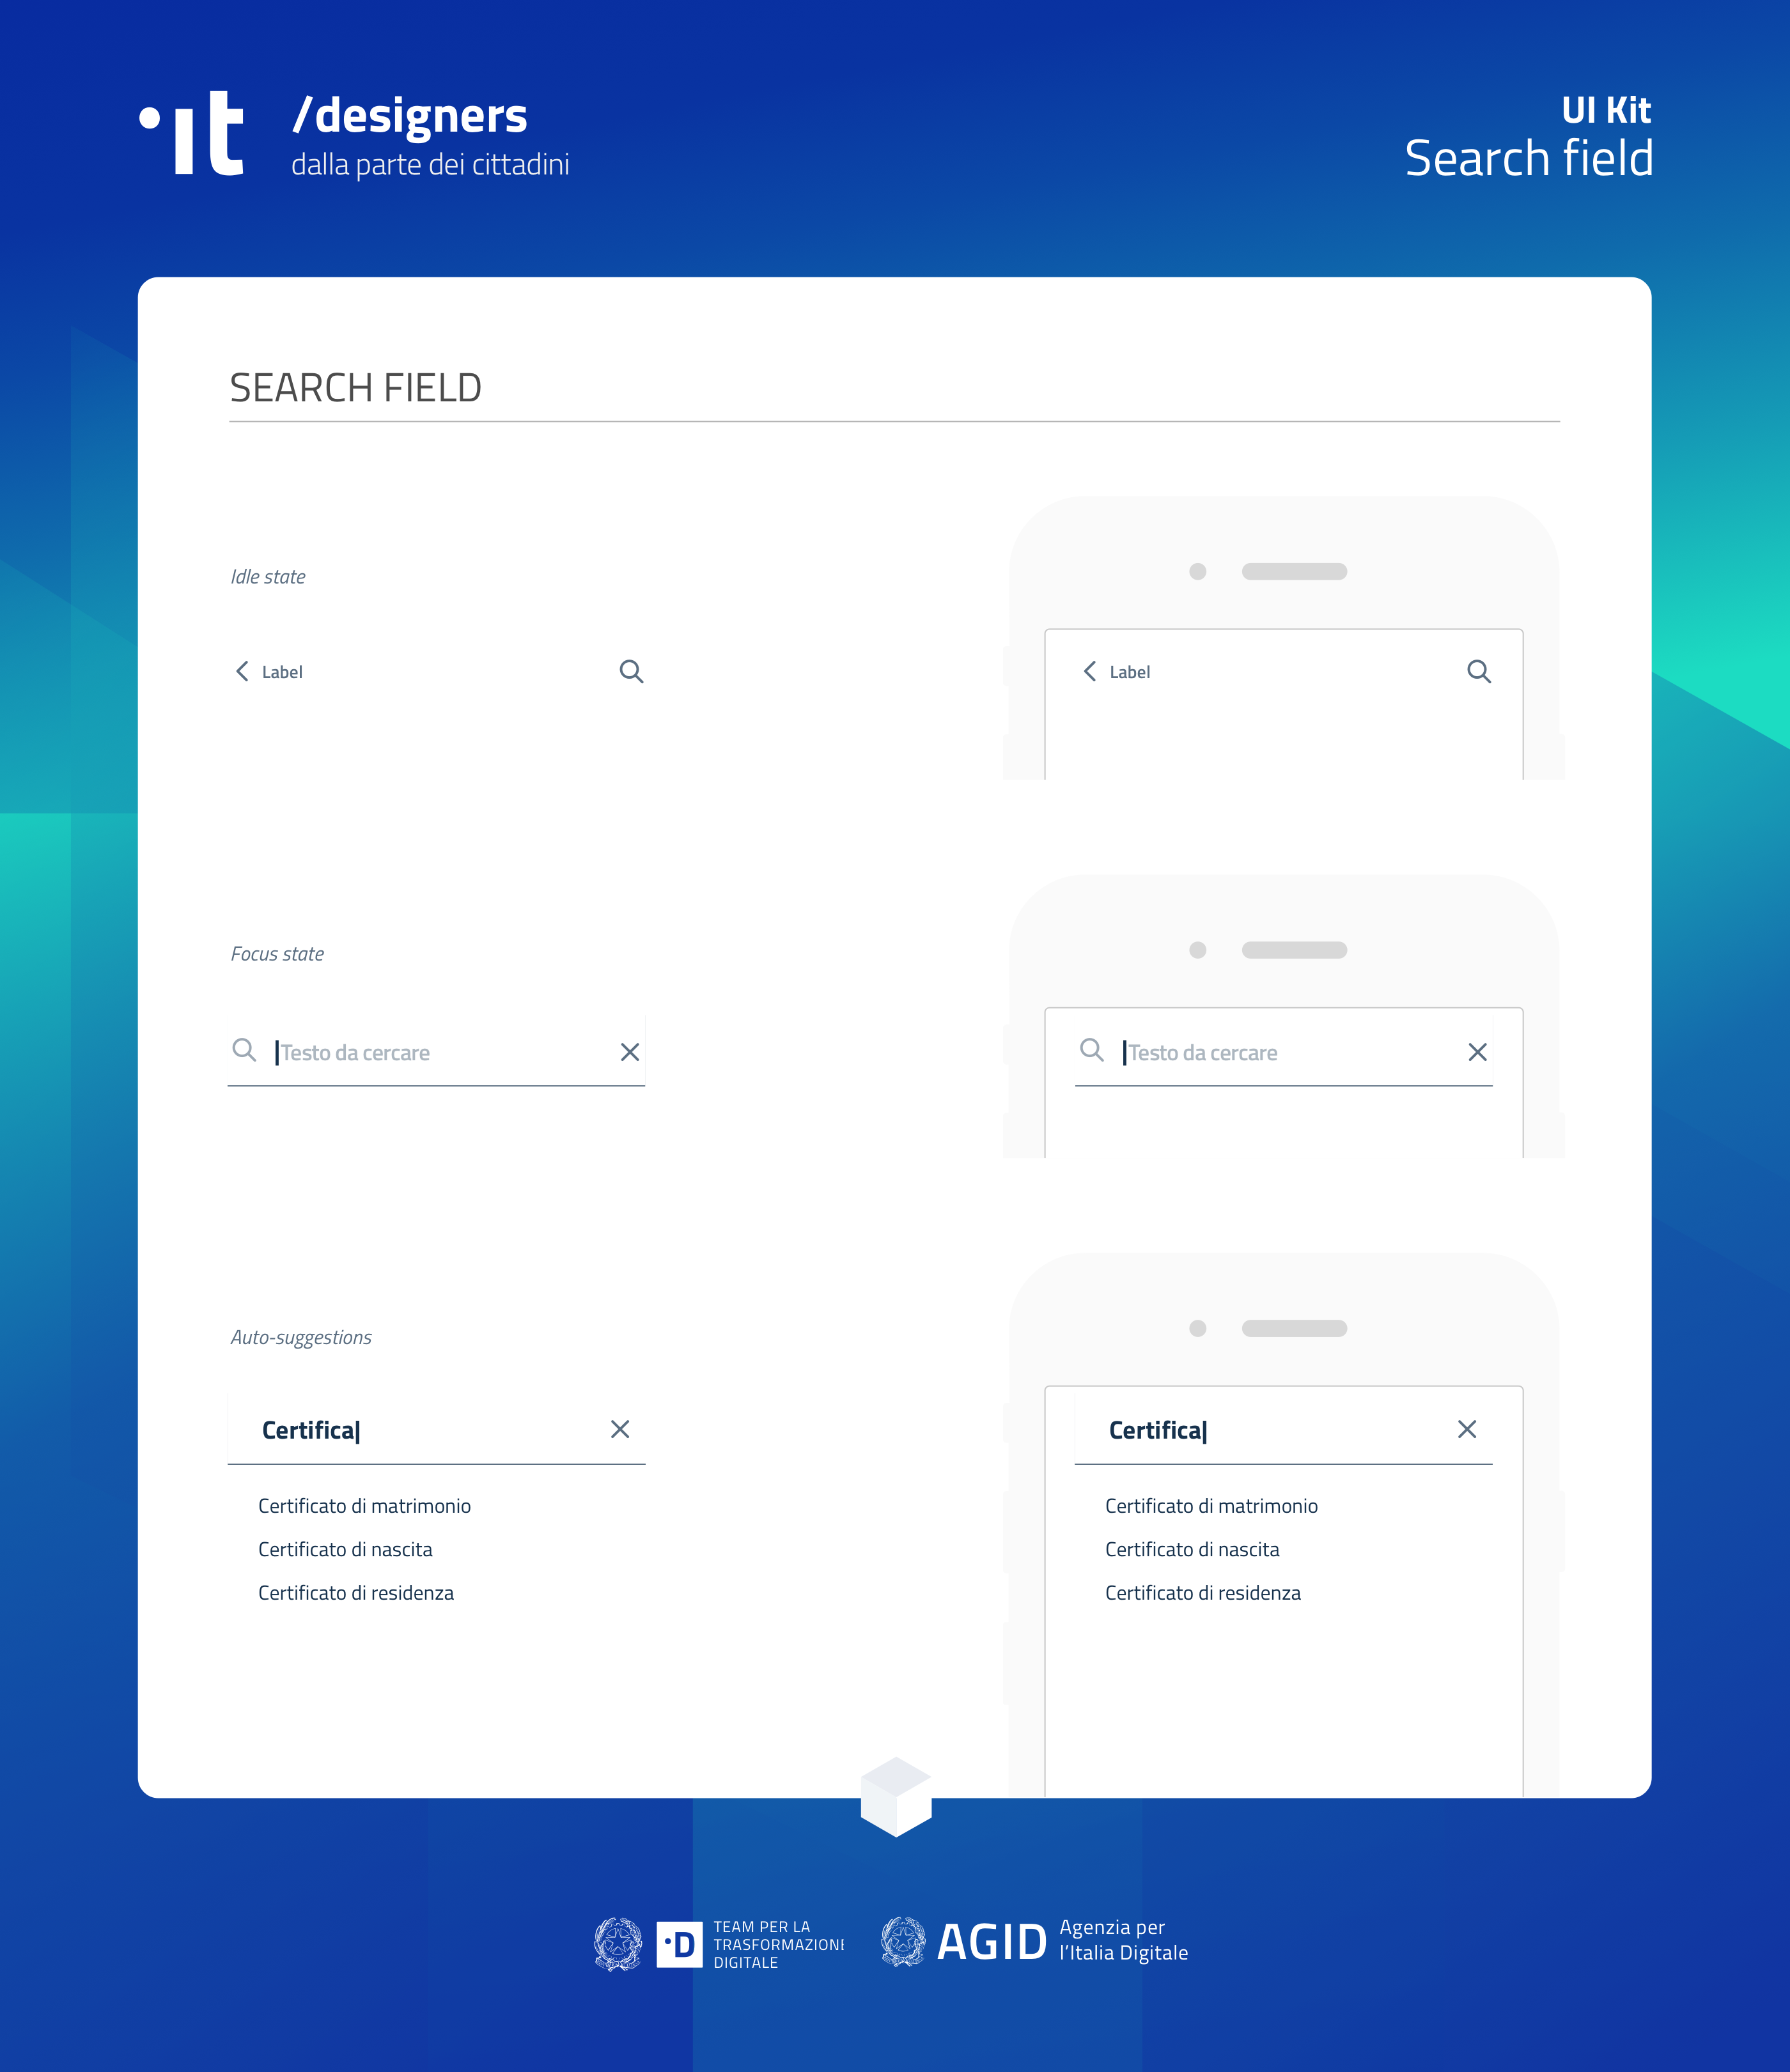 ·it
/designers
dalla parte dei cittadini
UI Kit
Search field
SEARCH FIELD
Idle state
Label
Label
Focus state
Testo da cercare
Testo da cercare
Auto-suggestions
Certifica
Certificato di matrimonio
Certificato di nascita
Certificato di residenza
Certifica
Certificato di matrimonio
Certificato di nascita
Certificato di residenza
·D
TEAM PER LA
TRASFORMAZIONE
DIGITALE
AGID
Agenzia per
l'Italia Digitale